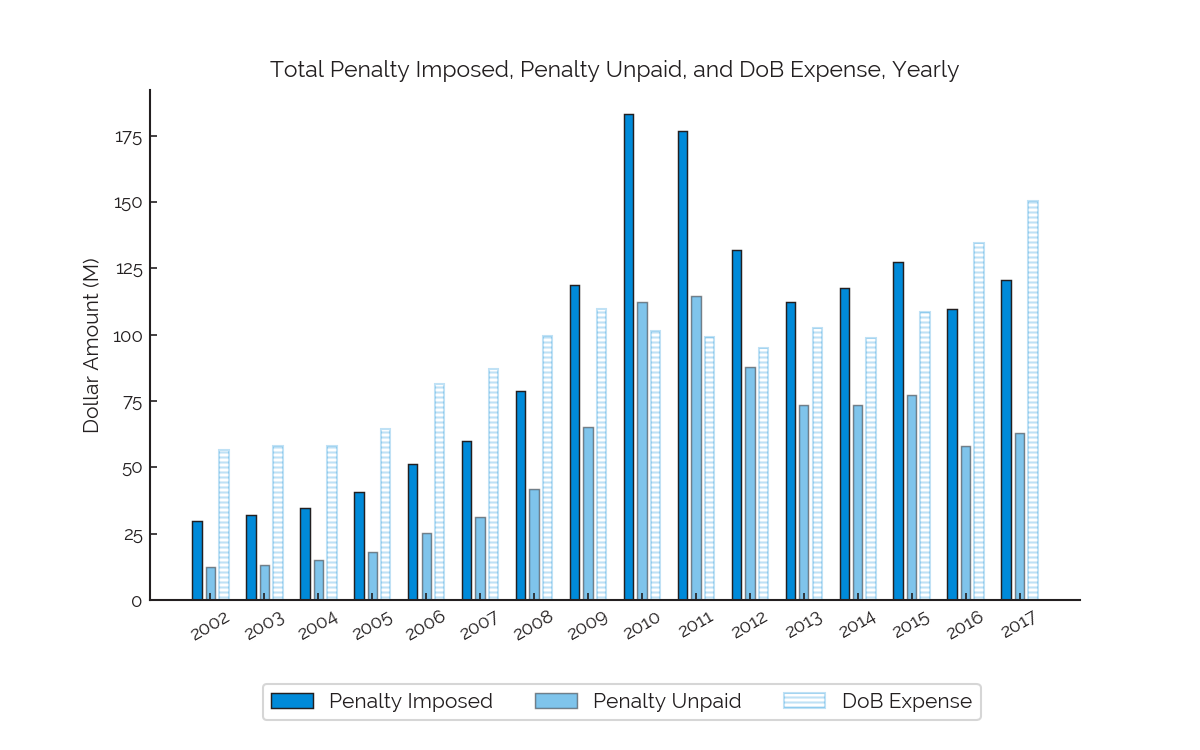 Total Penalty Imposed, Penalty Unpaid, and DoB Expense, Yearly
Dollar Amount (M)
175
150
125
100
75
50
25
0
2002 2003 2004 2005 2006 2007 2008 2009 2010 2011 2012 2013 2014 2015 2016 2017
Penalty Imposed Penalty Unpaid DoB Expense